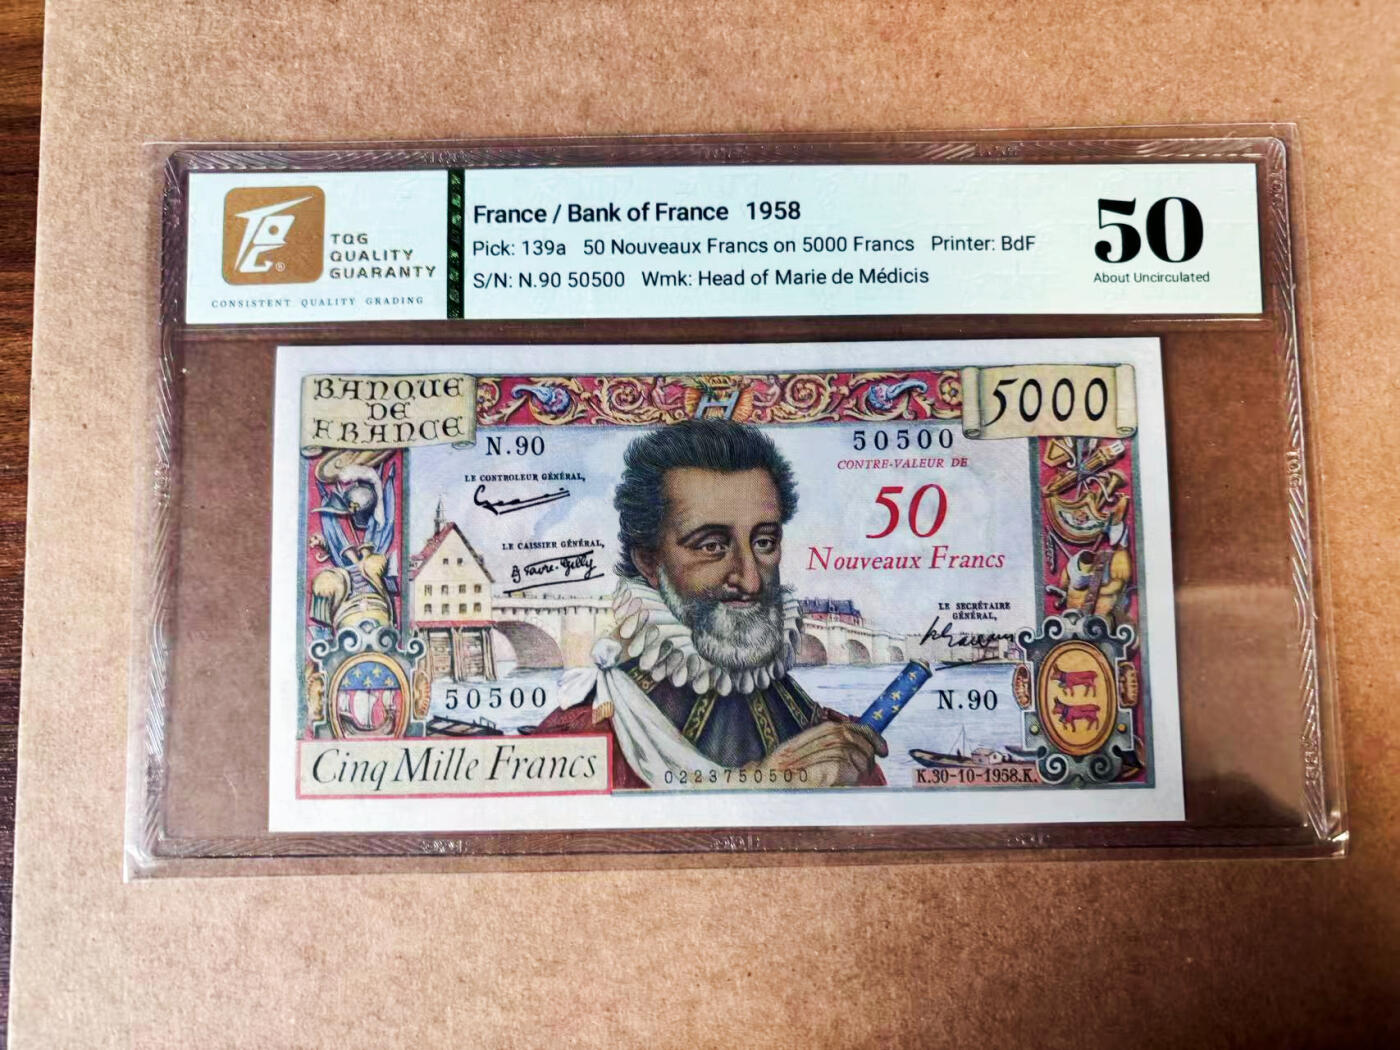 TQG
QUALITY
GUARANTY
CONSISTENT QUALITY GRADING
France / Bank of France 1958
Pick: 139a 50 Nouveaux Francs on 5000 Francs Printer: BdF
S/N: N.90 50500 Wmk: Head of Marie de Médicis
50
About Uncirculated
BANQUE
DE
FRANCE
5000
N.90
50500
LE CONTROLEUR GÉNÉRAL,
CONTRE-VALEUR DE
50
Nouveaux Francs
LE CAISSIER GÉNÉRAL,
LE SECRÉTAIRE
GÉNÉRAL,
50500
N.90
Cinq Mille Francs
0223750500
K.30-10-1958.K.